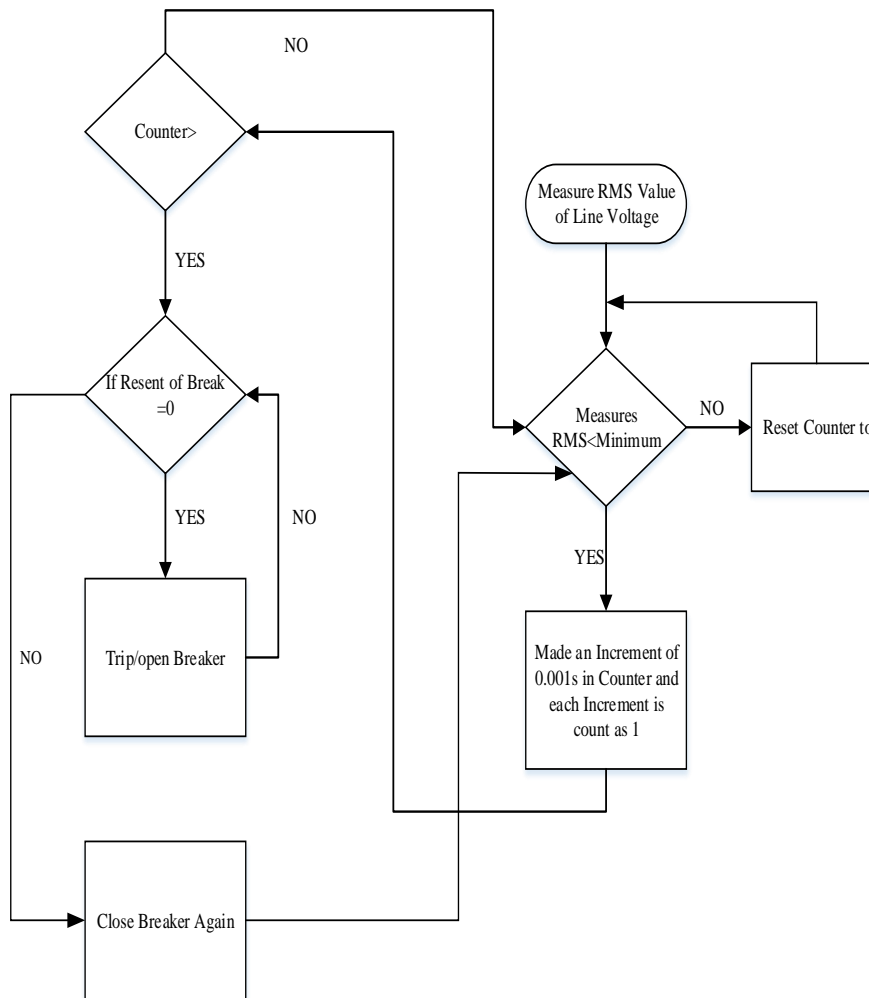 NO
Counter>
Measure RMS Value
of Line Voltage
YES
If Resent of Break
=0
Measures
RMS<Minimum
NO
Reset Counter to
YES
NO
YES
Trip/open Breaker
NO
Made an Increment of
0.001s in Counter and
each Increment is
count as 1
Close Breaker Again